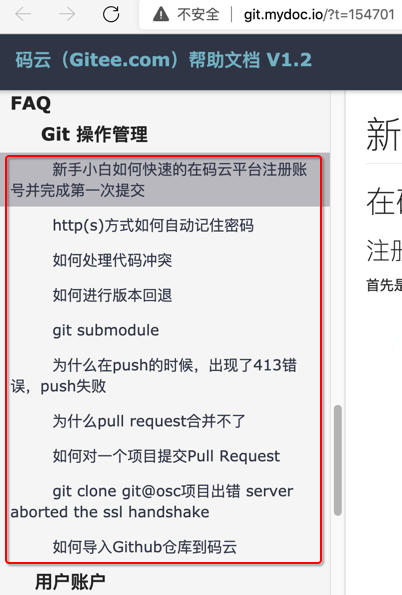 不安全 | git.mydoc.io/?t=154701
码云（Gitee.com）帮助文档 V1.2
FAQ
Git 操作管理
新手小白如何快速的在码云平台注册账
号并完成第一次提交
http(s)方式如何自动记住密码
如何处理代码冲突
如何进行版本回退
git submodule
为什么在push的时候，出现了413错
误，push失败
为什么pull request合并不了
如何对一个项目提交Pull Request
git clone git@osc项目出错 server
aborted the ssl handshake
如何导入Github仓库到码云
用户账户
新
在
注册
首先是